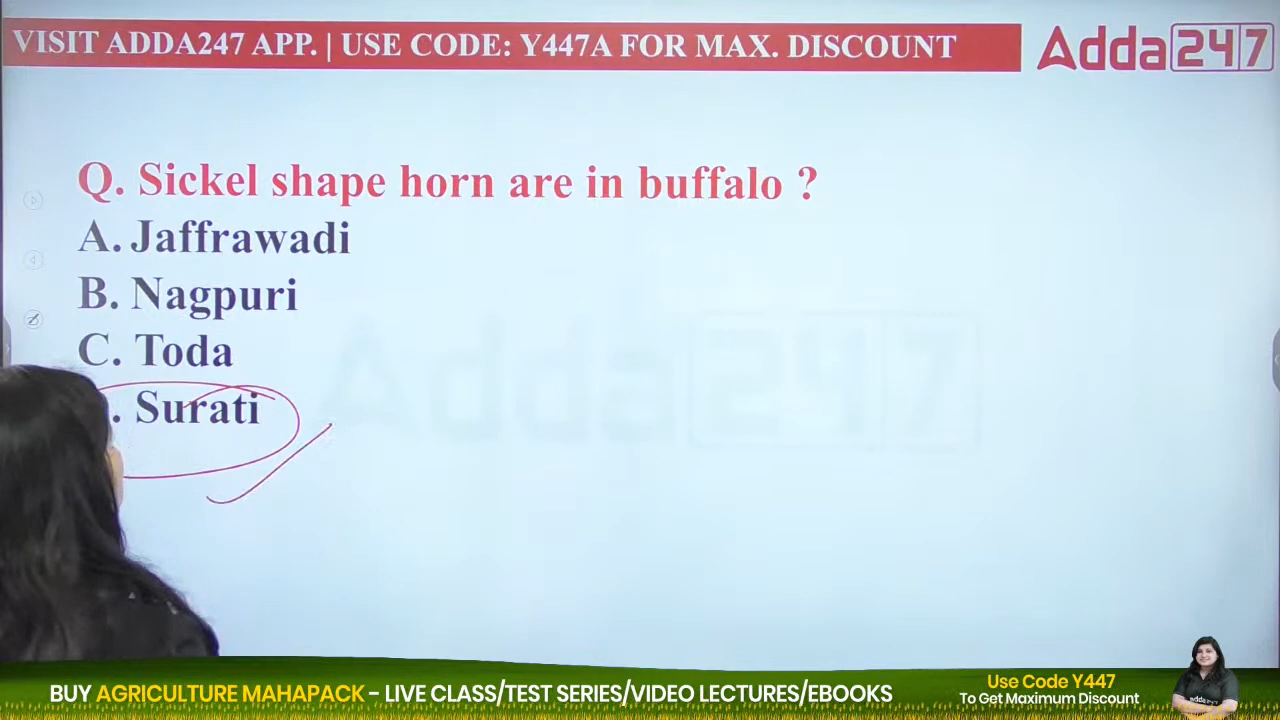 VISIT ADDA247 APP. | USE CODE: Y447A FOR MAX. DISCOUNT
Adda247
Q. Sickel shape horn are in buffalo ?
A. Jaffrawadi
B. Nagpuri
C. Toda
. Surati
Adda247
BUY AGRICULTURE MAHAPACK - LIVE CLASS/TEST SERIES/VIDEO LECTURES/EBOOKS
Use Code Y447
To Get Maximum Discount